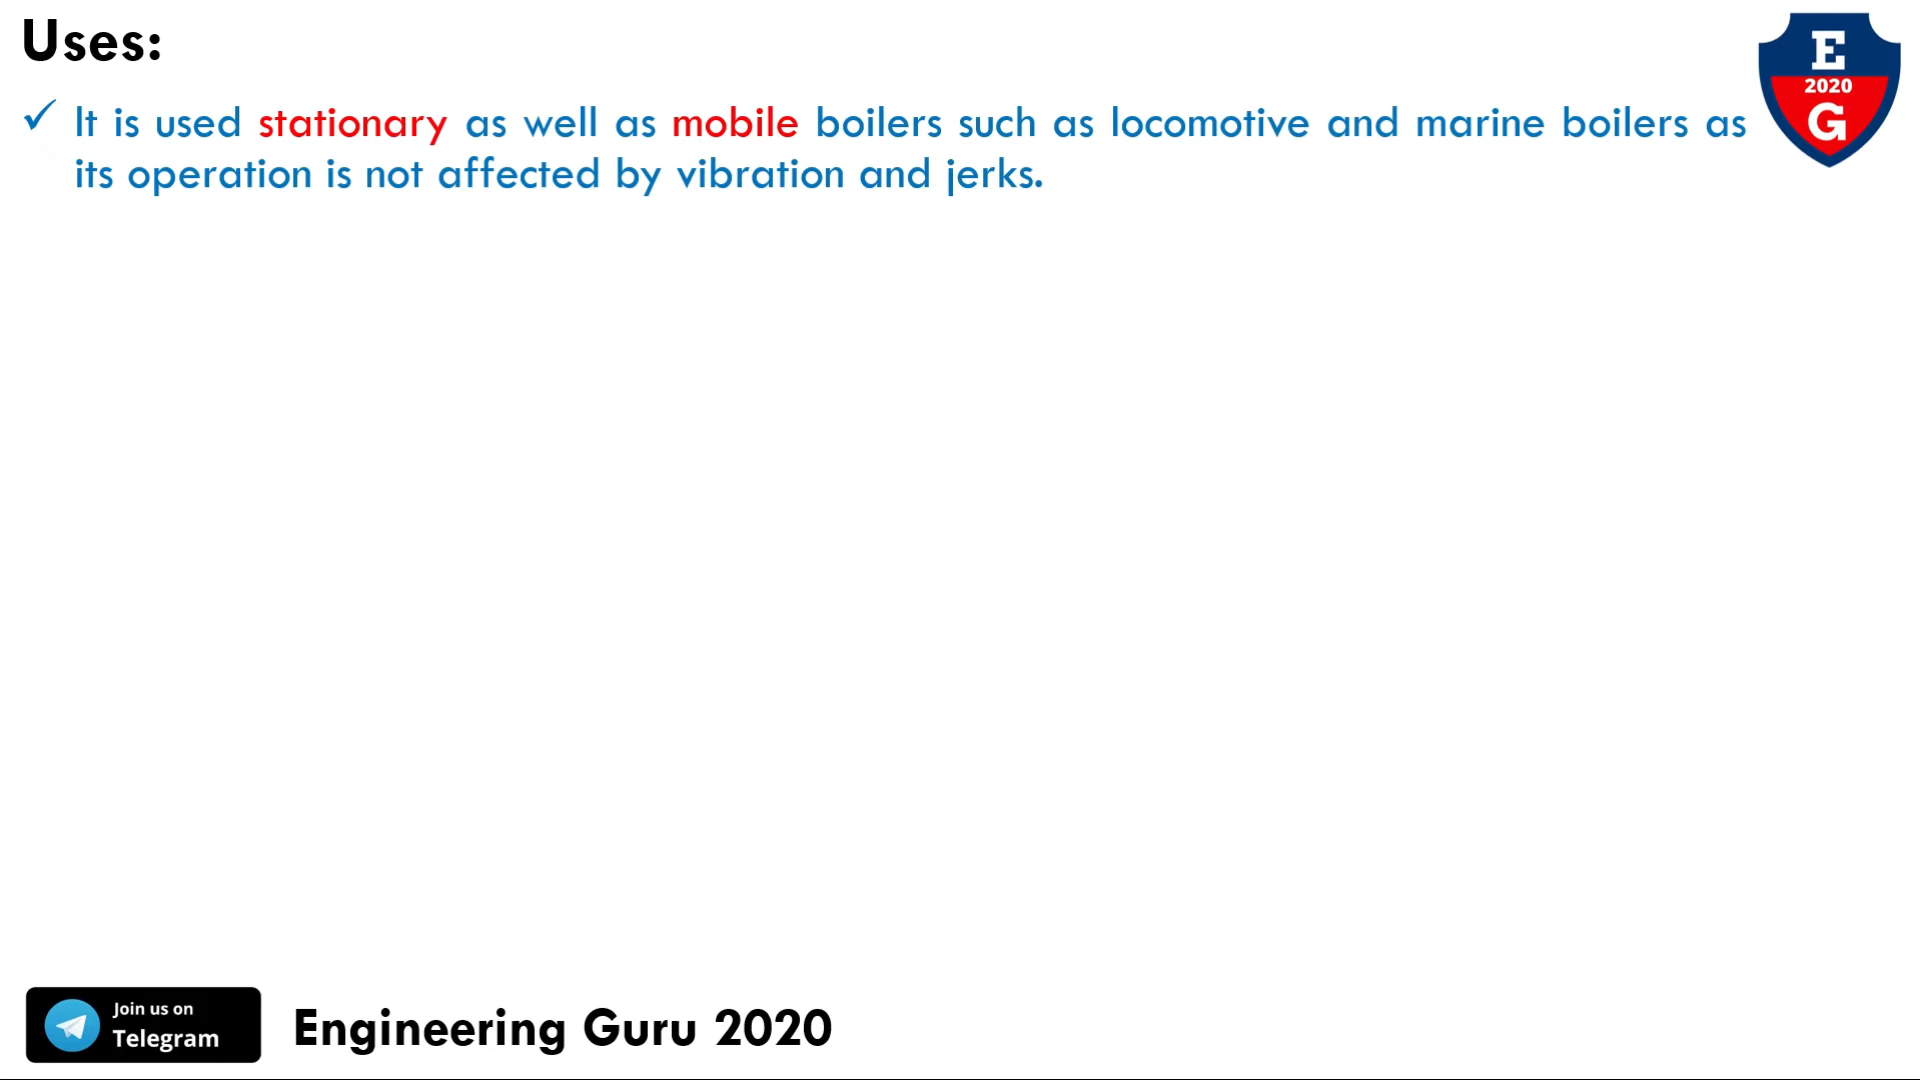 Uses:
✓ It is used stationary as well as mobile boilers such as locomotive and marine boilers as
its operation is not affected by vibration and jerks.
E
2020
G
Join us on
Telegram
Engineering Guru 2020